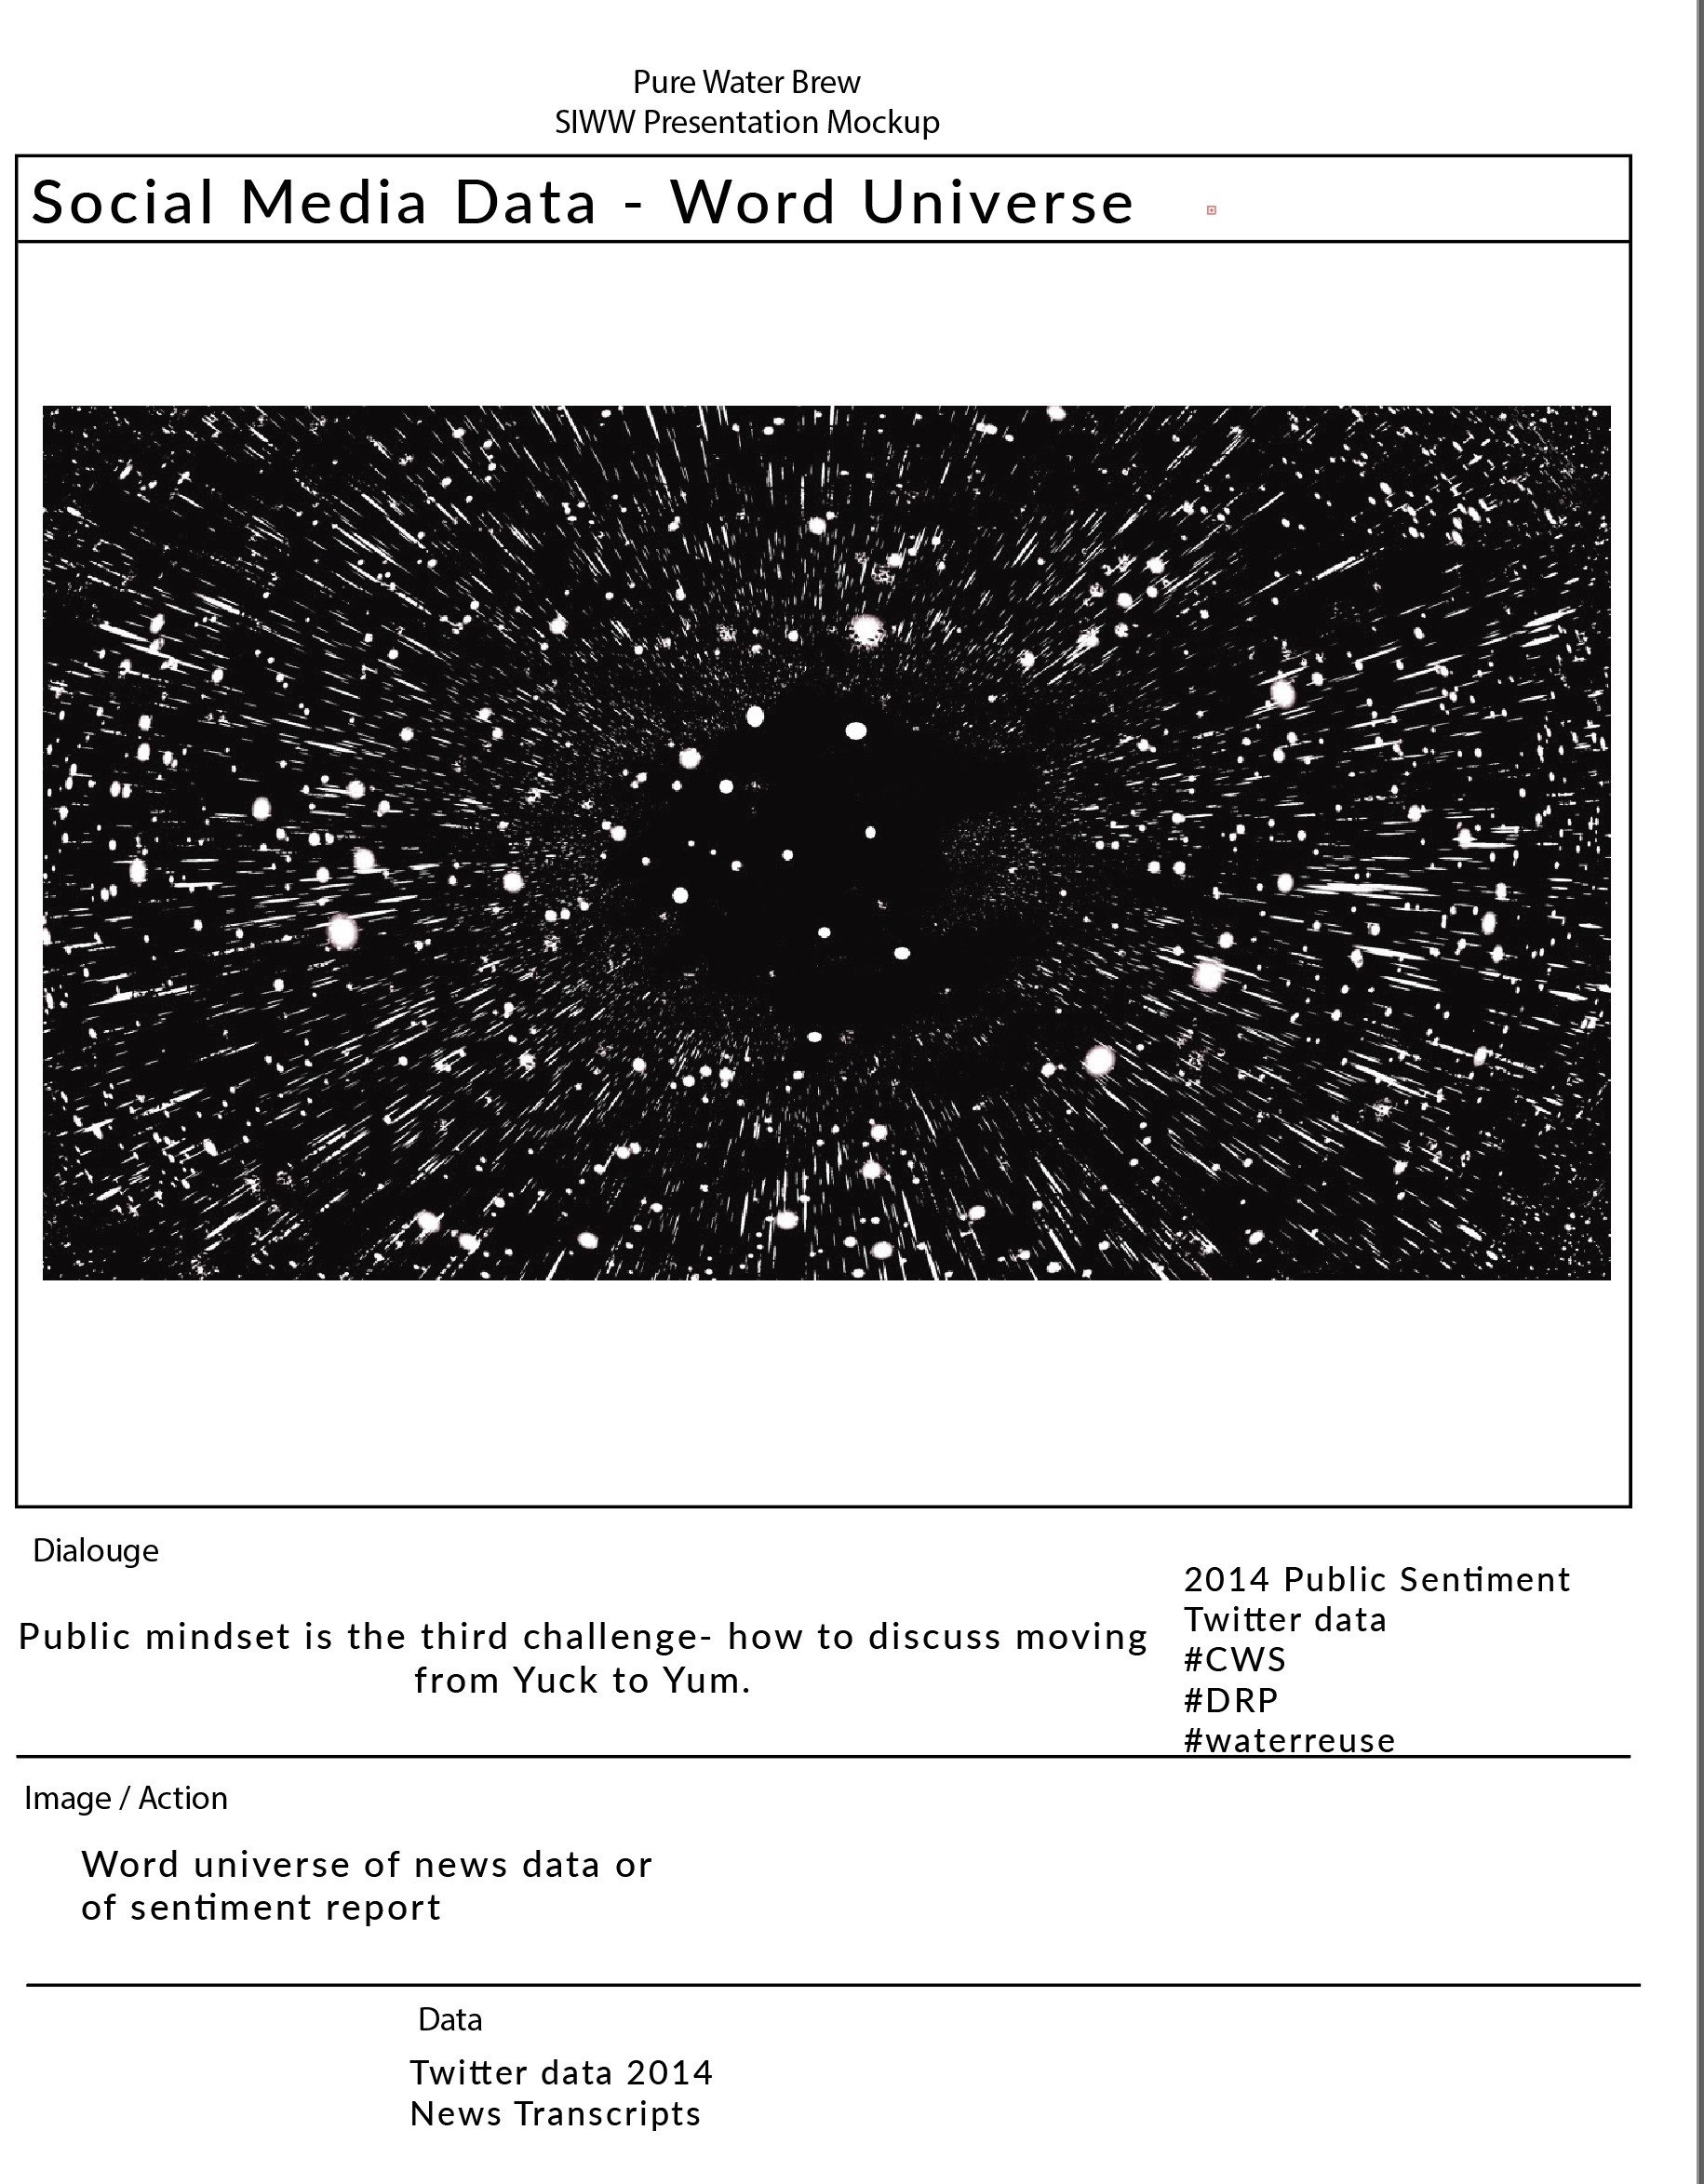 Pure Water Brew
SIWW Presentation Mockup
Social Media Data - Word Universe
Dialouge
Public mindset is the third challenge- how to discuss moving
from Yuck to Yum.
2014 Public Sentiment
Twitter data
#CWS
#DRP
#waterreuse
Image / Action
Word universe of news data or
of sentiment report
Data
Twitter data 2014
News Transcripts